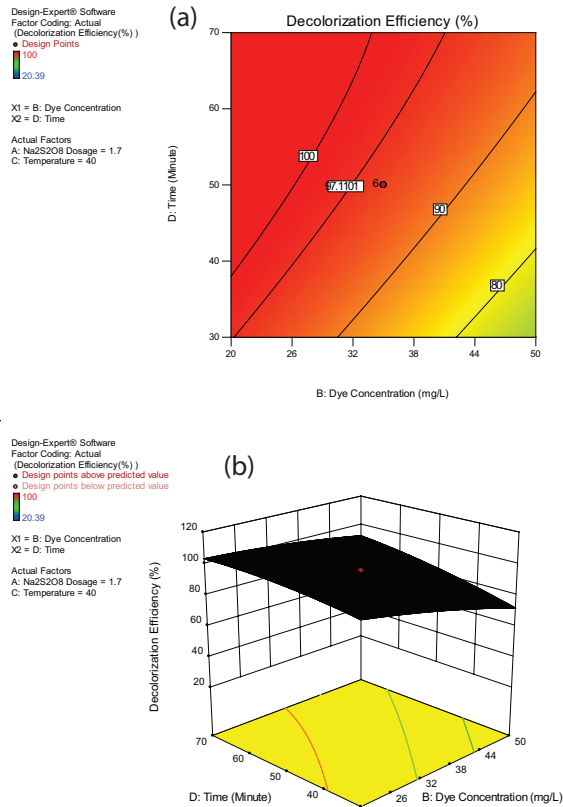 Design-Expert® Software
Factor Coding: Actual
(Decolorization Efficiency(%) )
Design Points
100
20.39
X1 = B: Dye Concentration
X2 = D: Time
Actual Factors
A: Na2S2O8 Dosage = 1.7
C: Temperature = 40
(a)
Decolorization Efficiency (%)
D: Time (Minute)
70
60
50
40
30
100
97.1101
6
90
80
20
26
32
38
44
50
B: Dye Concentration (mg/L)
Design-Expert® Software
Factor Coding: Actual
(Decolorization Efficiency(%) )
Design points above predicted value
Design points below predicted value
100
20.39
X1 = B: Dye Concentration
X2 = D: Time
Actual Factors
A: Na2S2O8 Dosage = 1.7
C: Temperature = 40
(b)
Decolorization Efficiency (%)
120
100
80
60
40
20
70
60
50
40
D: Time (Minute)
26
32
38
44
50
B: Dye Concentration (mg/L)